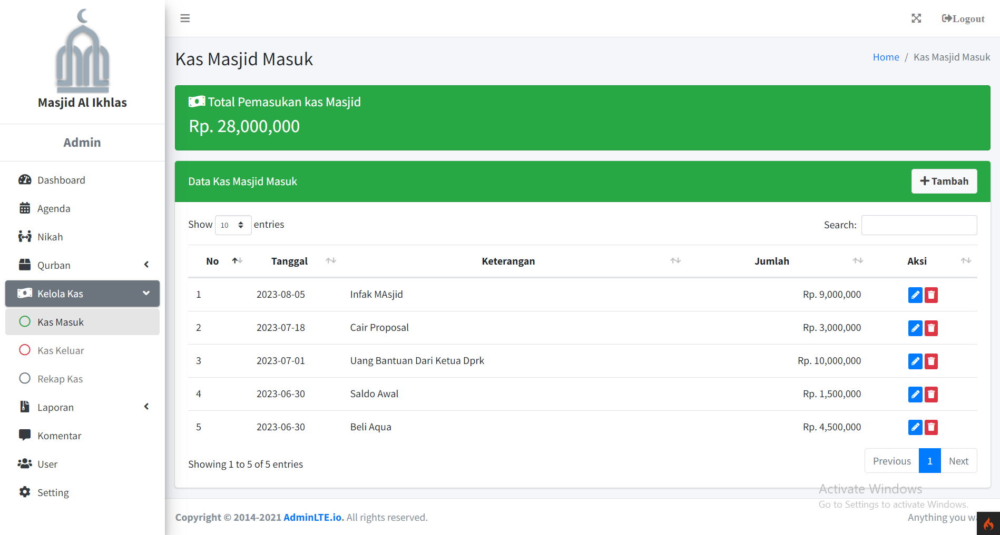 Masjid Al Ikhlas
Admin
Dashboard
Agenda
Nikah
Qurban
Kelola Kas
Kas Masuk
Kas Keluar
Rekap Kas
Laporan
Komentar
User
Setting
Logout
Kas Masjid Masuk
Home / Kas Masjid Masuk
Total Pemasukan kas Masjid
Rp. 28,000,000
Data Kas Masjid Masuk
Tambah
Show 10 entries
Search:
No Tanggal Keterangan Jumlah Aksi
1 2023-08-05 Infak MAsjid Rp. 9,000,000
2 2023-07-18 Cair Proposal Rp. 3,000,000
3 2023-07-01 Uang Bantuan Dari Ketua Dprk Rp. 10,000,000
4 2023-06-30 Saldo Awal Rp. 1,500,000
5 2023-06-30 Beli Aqua Rp. 4,500,000
Showing 1 to 5 of 5 entries
Previous 1 Next
Activate Windows
Go to Settings to activate Windows.
Copyright © 2014-2021 AdminLTE.io. All rights reserved.
Anything you